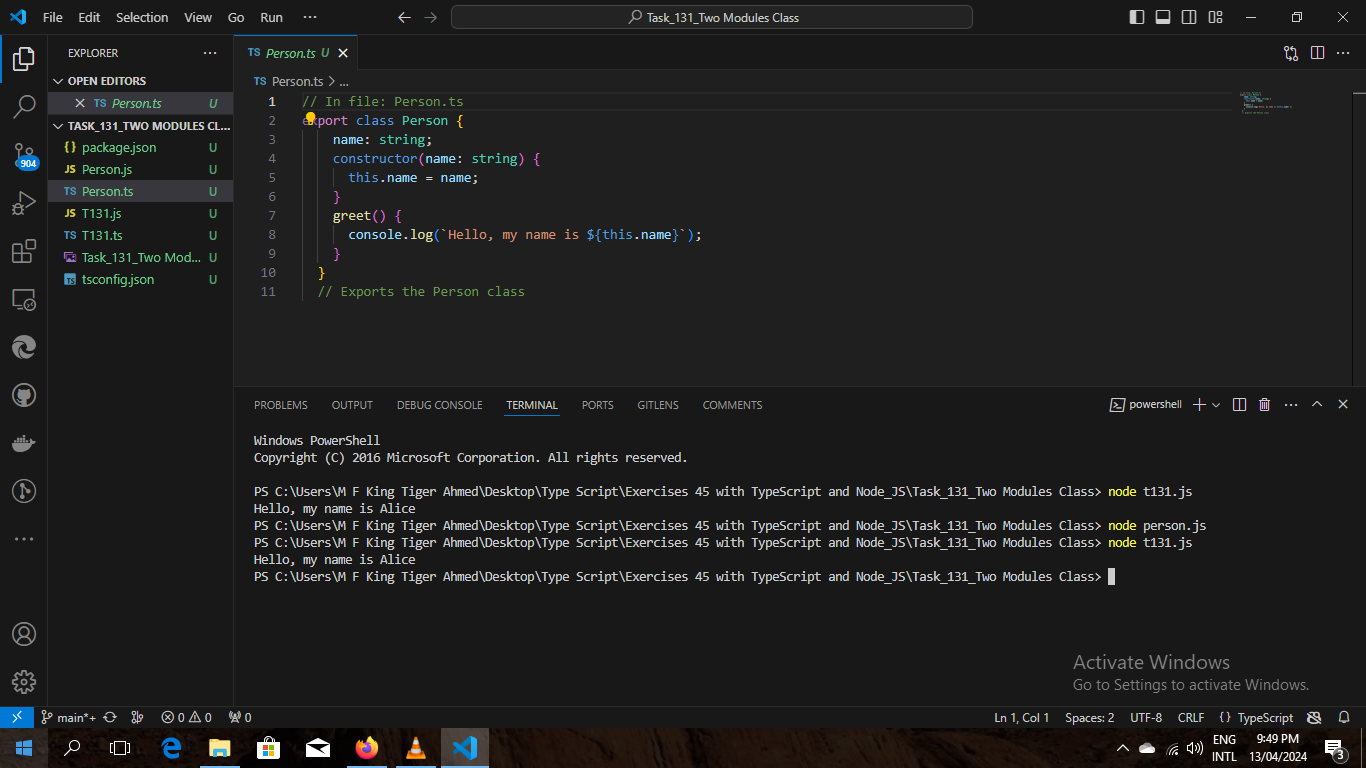 File Edit Selection View Go Run ··· Task_131_Two Modules Class
EXPLORER ···
OPEN EDITORS
TS Person.ts U
TASK_131_TWO MODULES CL...
{} package.json U
JS Person.js U
TS Person.ts U
JS T131.js U
TS T131.ts U
Task_131_Two Mod... U
TS tsconfig.json U
904
TS Person.ts U
TS Person.ts > ...
1 // In file: Person.ts
2 export class Person {
3 name: string;
4 constructor(name: string) {
5 this.name = name;
6 }
7 greet() {
8 console.log(`Hello, my name is ${this.name}`);
9 }
10 }
11 // Exports the Person class
PROBLEMS OUTPUT DEBUG CONSOLE TERMINAL PORTS GITLENS COMMENTS powershell
Windows PowerShell
Copyright (C) 2016 Microsoft Corporation. All rights reserved.
PS C:\Users\M F King Tiger Ahmed\Desktop\Type Script\Exercises 45 with TypeScript and Node_JS\Task_131_Two Modules Class> node t131.js
Hello, my name is Alice
PS C:\Users\M F King Tiger Ahmed\Desktop\Type Script\Exercises 45 with TypeScript and Node_JS\Task_131_Two Modules Class> node person.js
PS C:\Users\M F King Tiger Ahmed\Desktop\Type Script\Exercises 45 with TypeScript and Node_JS\Task_131_Two Modules Class> node t131.js
Hello, my name is Alice
PS C:\Users\M F King Tiger Ahmed\Desktop\Type Script\Exercises 45 with TypeScript and Node_JS\Task_131_Two Modules Class>
Activate Windows
Go to Settings to activate Windows.
main*+ 0 0 0 Ln 1, Col 1 Spaces: 2 UTF-8 CRLF {} TypeScript
ENG 9:49 PM
INTL 13/04/2024 3